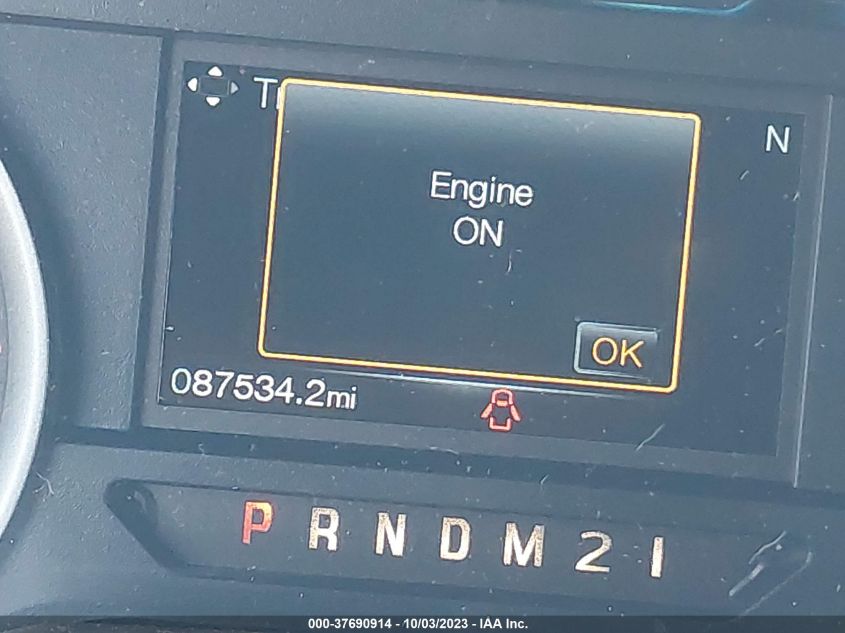 N
Engine
ON
OK
087534.2mi
P R N D M 2 1
000-37690914 - 10/03/2023 - IAA Inc.